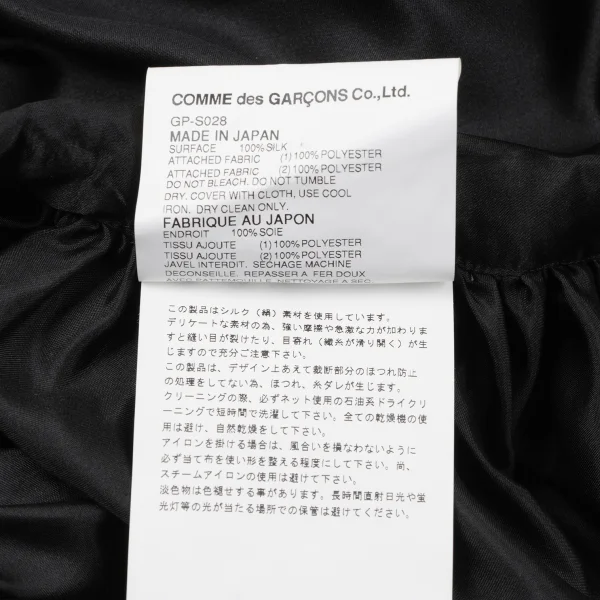 COMME des GARÇONS Co.,Ltd.
GP-S028
MADE IN JAPAN
SURFACE 100% SILK
ATTACHED FABRIC (1) 100% POLYESTER
ATTACHED FABRIC (2) 100% POLYESTER
DO NOT BLEACH. DO NOT TUMBLE
DRY. COVER WITH CLOTH, USE COOL
IRON. DRY CLEAN ONLY.
FABRIQUE AU JAPON
ENDROIT 100% SOIE
TISSU AJOUTE (1) 100% POLYESTER
TISSU AJOUTE (2) 100% POLYESTER
JAVEL INTERDIT. SECHAGE MACHINE
DECONSEILLE. REPASSER A FER DOUX
AVEC PATTEMOUILLE. NETTOYAGE A SEC
この製品はシルク（絹）素材を使用しています。
デリケートな素材の為、強い摩擦や急激な力が加わりま
すと縫い目が裂けたり、目寄れ（織糸が滑り開く）が生
じますので充分ご注意下さい。
この製品は、デザイン上あえて裁断部分のほつれ防止
の処理をしてない為、ほつれ、糸ダレが生じます。
クリーニングの際、必ずネット使用の石油系ドライクリ
ーニングで短時間で洗濯して下さい。全ての乾燥機の使
用は避け、自然乾燥をして下さい。
アイロンを掛ける場合は、風合いを損なわないように
必ず当て布を使い形を整える程度にして下さい。尚、
スチームアイロンの使用は避けて下さい。
淡色物は色褪せする事があります。長時間直射日光や蛍
光灯等の光が当たる場所での保管は避けてください。